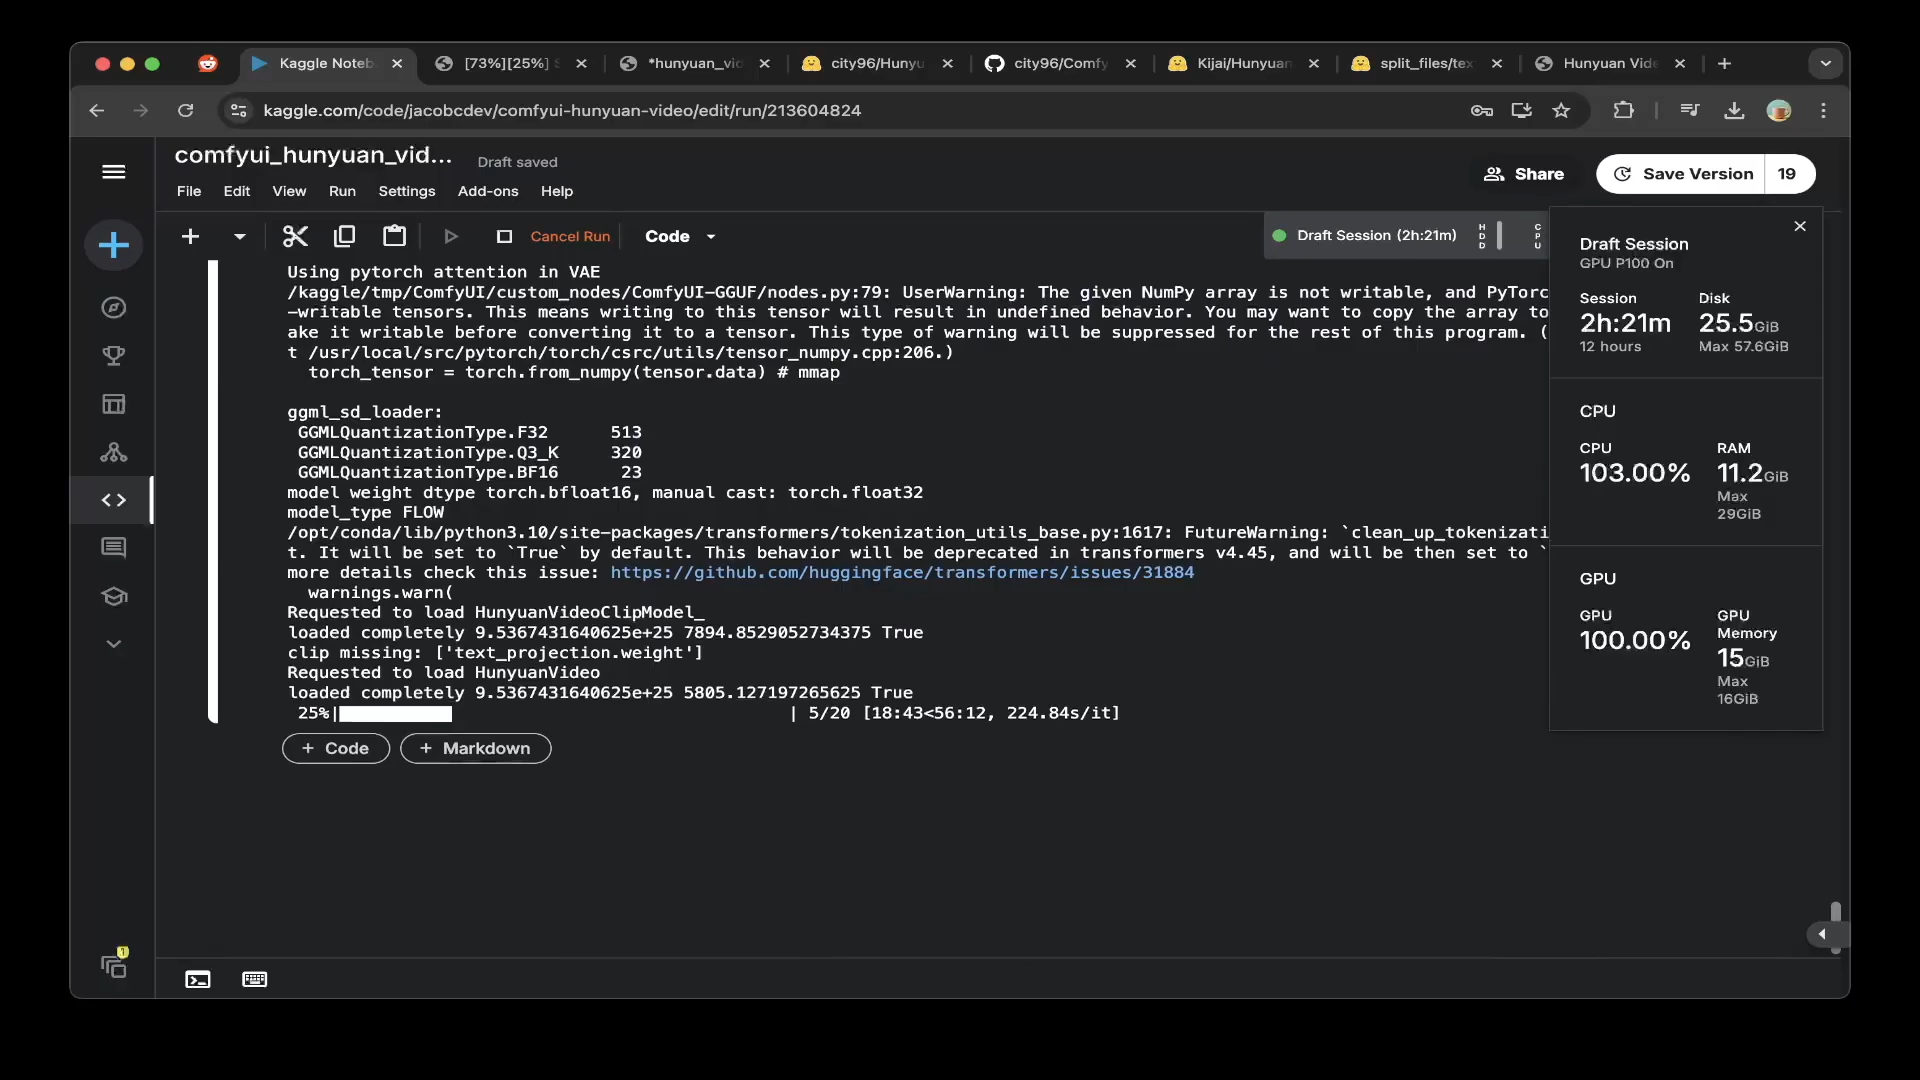 Kaggle Noteb
[73%][25%] S
*hunyuan_vid
city96/Hunyu
city96/Comfy
Kijai/Hunyuan
split_files/tex
Hunyuan Vide
kaggle.com/code/jacobcdev/comfyui-hunyuan-video/edit/run/213604824
comfyui_hunyuan_vid...
Draft saved
File Edit View Run Settings Add-ons Help
Share
Save Version 19
Cancel Run
Code
Draft Session (2h:21m)
HDD
CPU
Using pytorch attention in VAE
/kaggle/tmp/ComfyUI/custom_nodes/ComfyUI-GGUF/nodes.py:79: UserWarning: The given NumPy array is not writable, and PyTorc
-writable tensors. This means writing to this tensor will result in undefined behavior. You may want to copy the array to
ake it writable before converting it to a tensor. This type of warning will be suppressed for the rest of this program. (
t /usr/local/src/pytorch/torch/csrc/utils/tensor_numpy.cpp:206.)
torch_tensor = torch.from_numpy(tensor.data) # mmap
ggml_sd_loader:
GGMLQuantizationType.F32 513
GGMLQuantizationType.Q3_K 320
GGMLQuantizationType.BF16 23
model weight dtype torch.bfloat16, manual cast: torch.float32
model_type FLOW
/opt/conda/lib/python3.10/site-packages/transformers/tokenization_utils_base.py:1617: FutureWarning: `clean_up_tokenizati
t. It will be set to `True` by default. This behavior will be deprecated in transformers v4.45, and will be then set to `
more details check this issue: https://github.com/huggingface/transformers/issues/31884
warnings.warn(
Requested to load HunyuanVideoClipModel_
loaded completely 9.5367431640625e+25 7894.8529052734375 True
clip missing: ['text_projection.weight']
Requested to load HunyuanVideo
loaded completely 9.5367431640625e+25 5805.127197265625 True
25%| | 5/20 [18:43<56:12, 224.84s/it]
+ Code
+ Markdown
Draft Session
GPU P100 On
Session Disk
2h:21m 25.5GiB
12 hours Max 57.6GiB
CPU
CPU RAM
103.00% 11.2GiB
Max
29GiB
GPU
GPU GPU
Memory
100.00%
15GiB
Max
16GiB
1